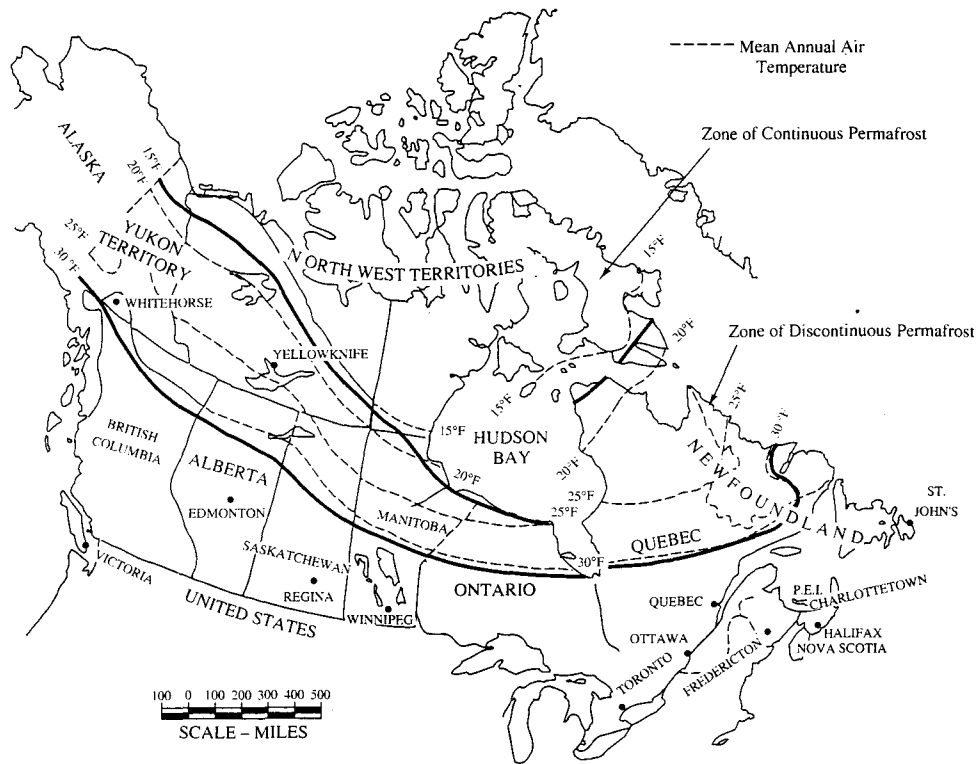 Mean Annual Air
Temperature
Zone of Continuous Permafrost
ALASKA
15°F
20°F
25°F
30°F
YUKON
TERRITORY
NORTH WEST TERRITORIES
15°F
WHITEHORSE
20°F
Zone of Discontinuous Permafrost
YELLOWKNIFE
25°F
30°F
15°F
BRITISH
COLUMBIA
15°F
HUDSON
BAY
NEWFOUNDLAND
ALBERTA
20°F
20°F
25°F
25°F
EDMONTON
MANITOBA
ST.
JOHN'S
QUEBEC
SASKATCHEWAN
30°F
VICTORIA
REGINA
ONTARIO
UNITED STATES
WINNIPEG
QUEBEC
P.E.I.
CHARLOTTETOWN
OTTAWA
HALIFAX
NOVA SCOTIA
FREDERICTON
TORONTO
100 0 100 200 300 400 500
SCALE – MILES